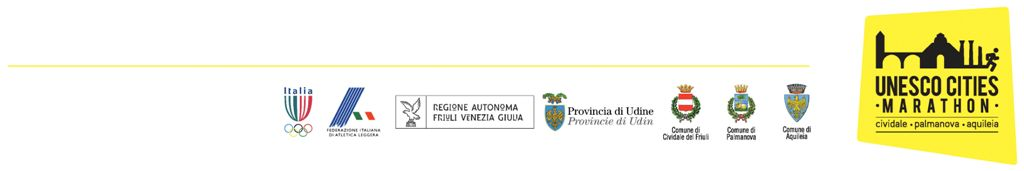 Italia
FEDERAZIONE ITALIANA
DI ATLETICA LEGGERA
REGIONE AUTONOMA
FRIULI VENEZIA GIULIA
Provincia di Udine
Provincie di Udin
Comune di
Cividale del Friuli
Comune di
Palmanova
Comune di
Aquileia
UNESCO CITIES
• MARATHON •
cividale • palmanova • aquileia